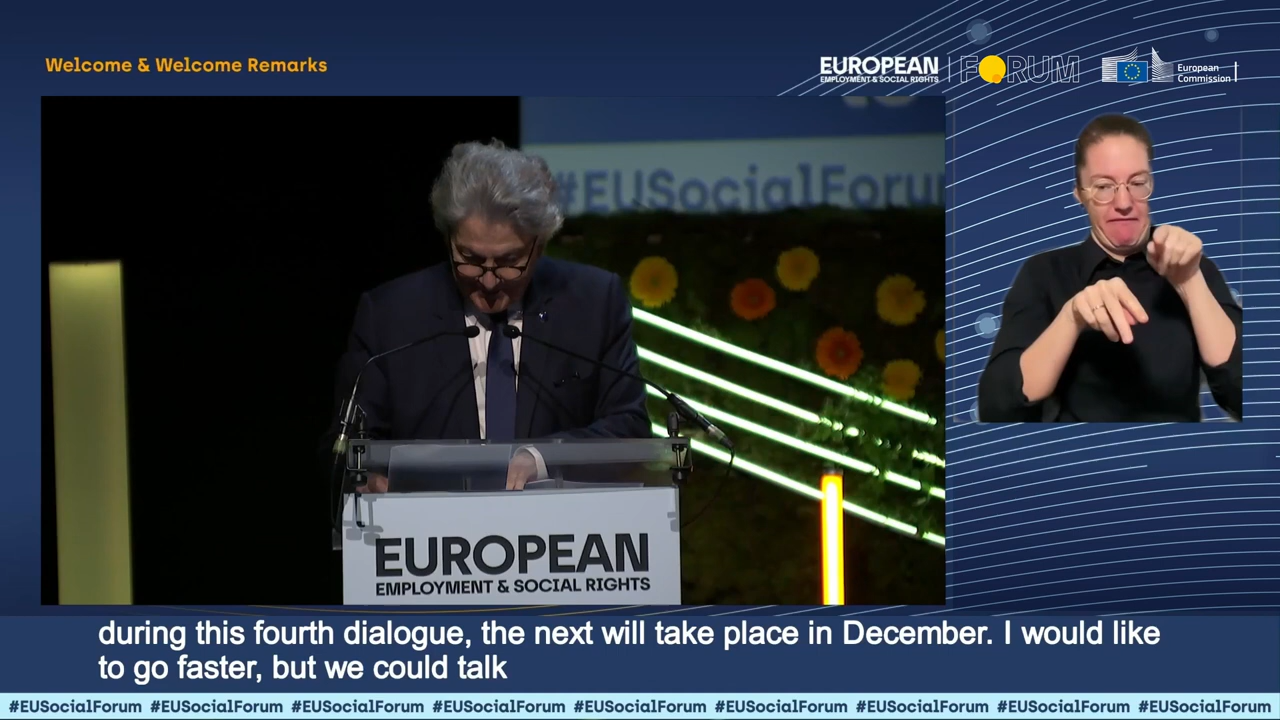 Welcome & Welcome Remarks
EUROPEAN
EMPLOYMENT & SOCIAL RIGHTS
FORUM
European
Commission
#EUSocialForu
EUROPEAN
EMPLOYMENT & SOCIAL RIGHTS
during this fourth dialogue, the next will take place in December. I would like
to go faster, but we could talk
#EUSocialForum #EUSocialForum #EUSocialForum #EUSocialForum #EUSocialForum #EUSocialForum #EUSocialForum #EUSocialForum #EUSocialForum